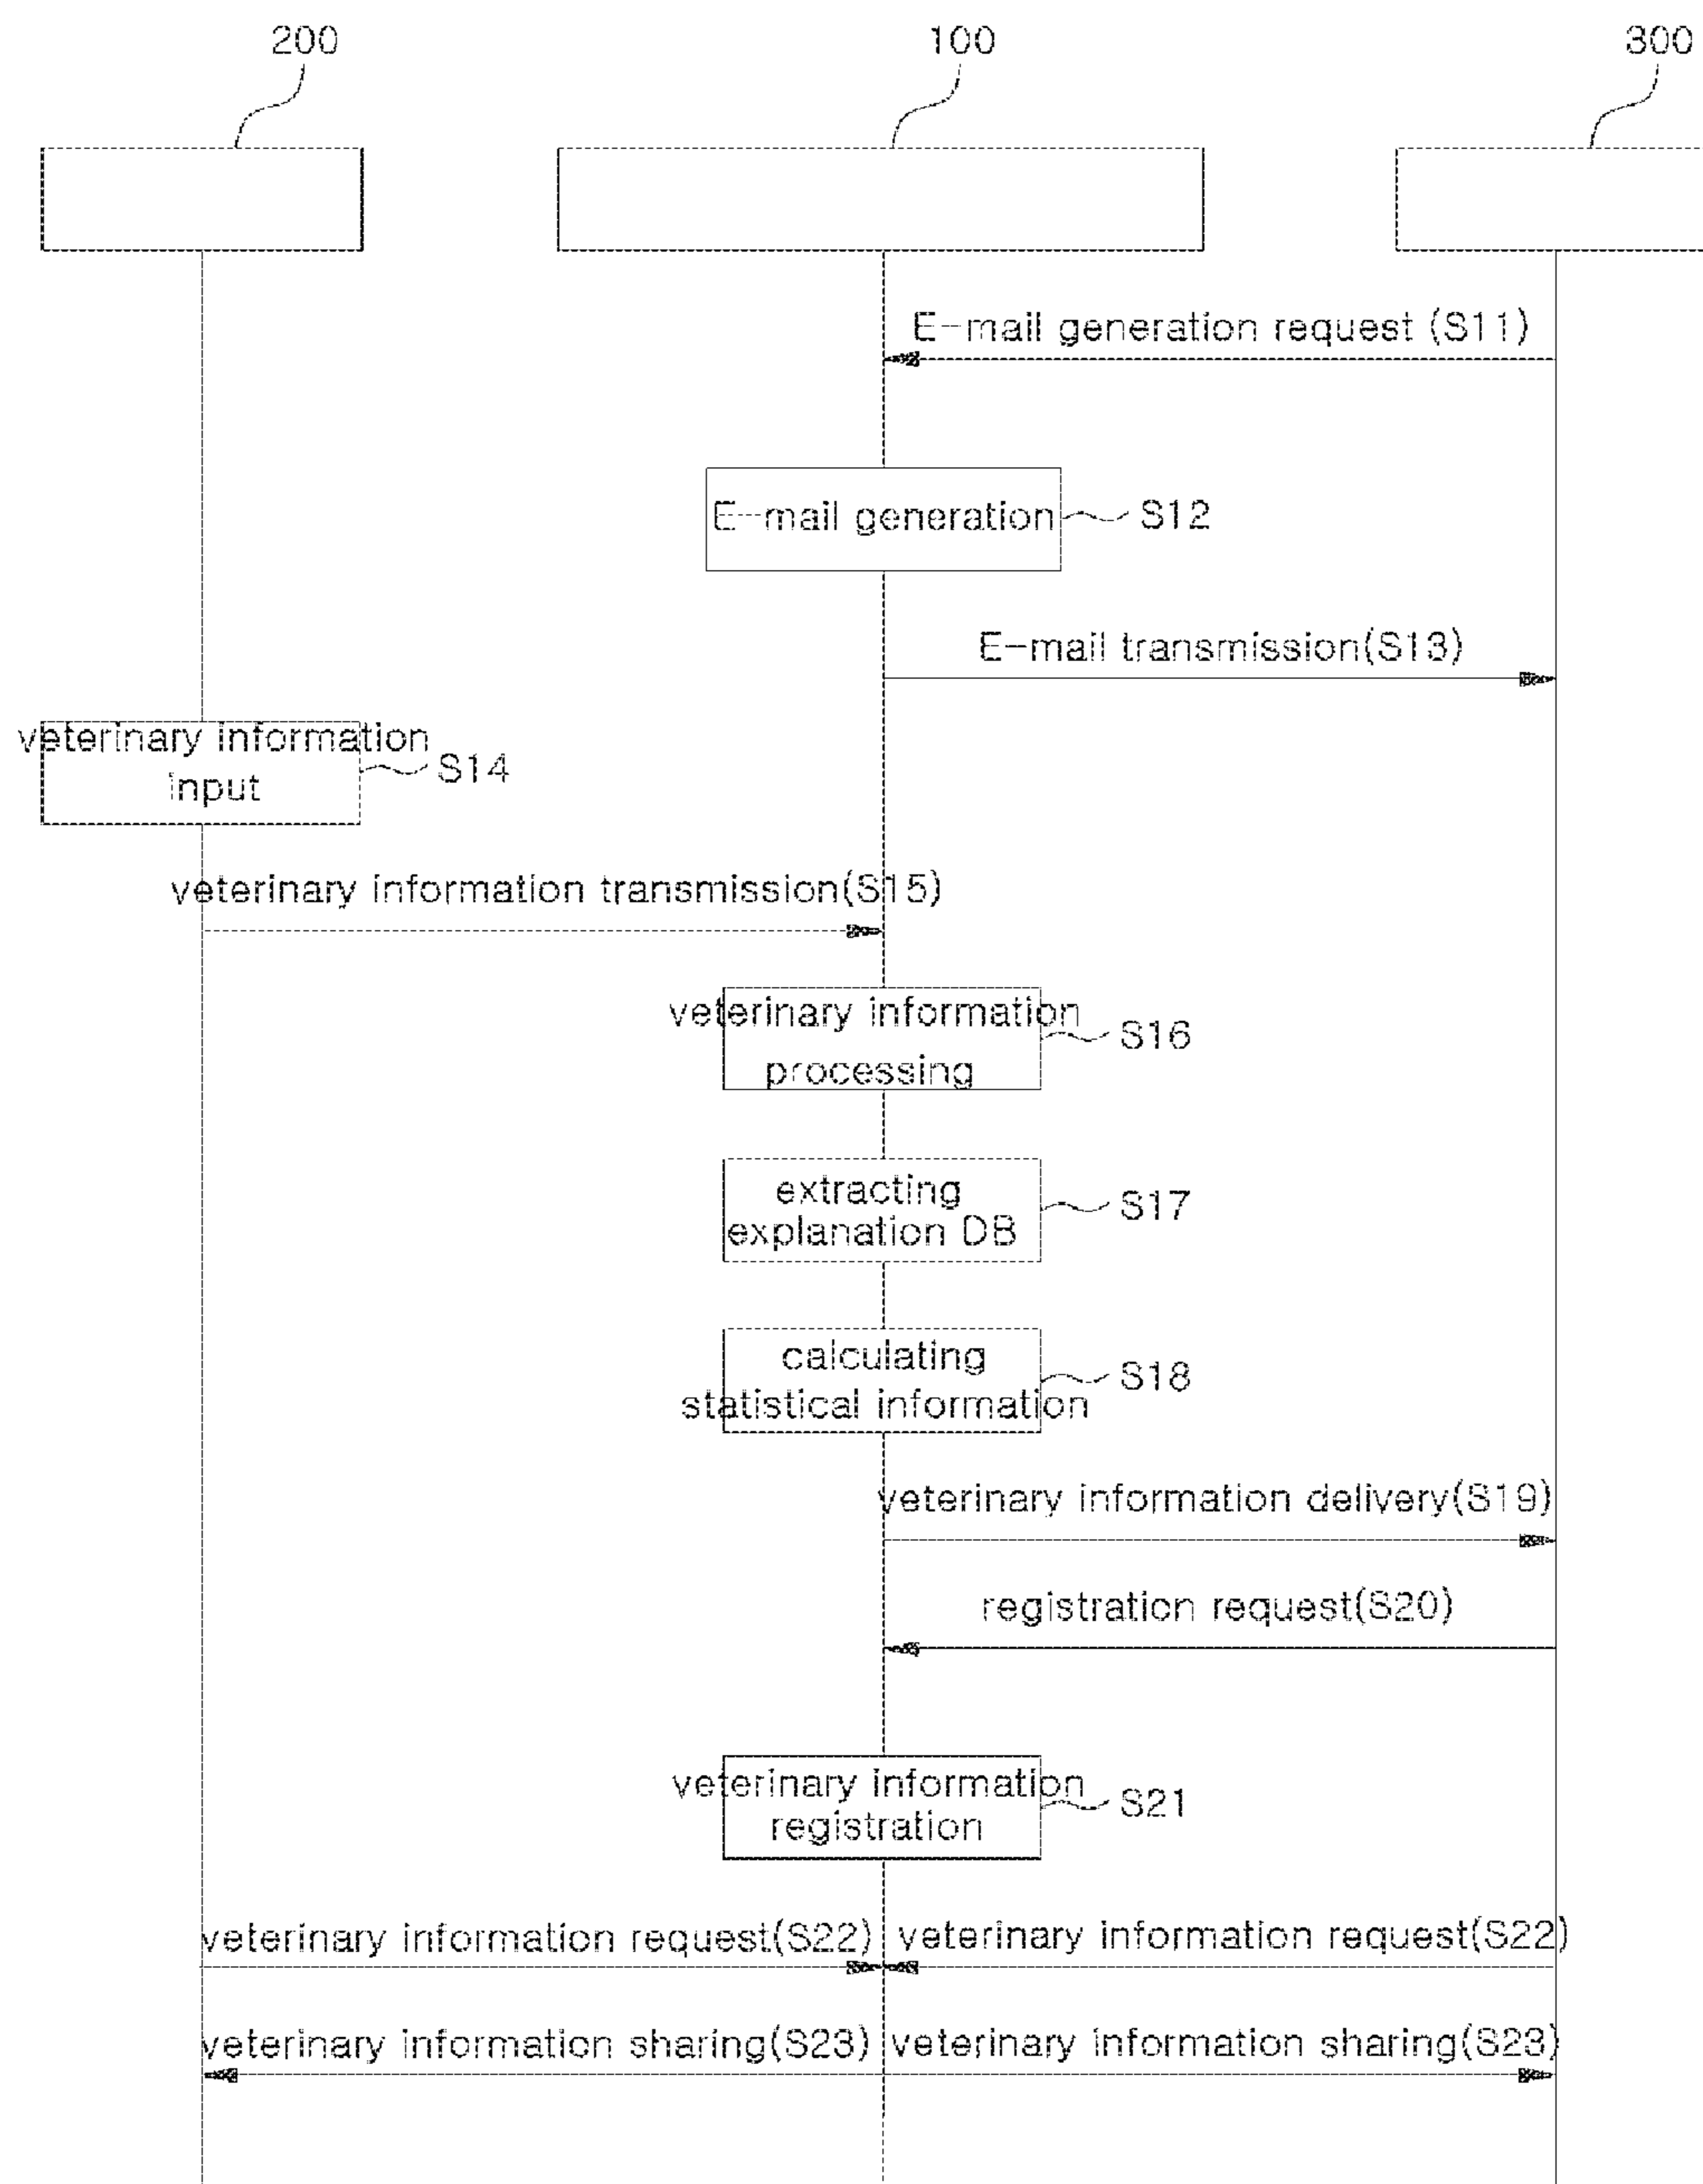 200
100
300
E-mail generation request (S11)
E-mail generation
S12
E-mail transmission(S13)
veterinary information
input
S14
veterinary information transmission(S15)
veterinary information
processing
S16
extracting
explanation DB
S17
calculating
statistical information
S18
veterinary information delivery(S19)
registration request(S20)
veterinary information
registration
S21
veterinary information request(S22)
veterinary information request(S22)
veterinary information sharing(S23)
veterinary information sharing(S23)